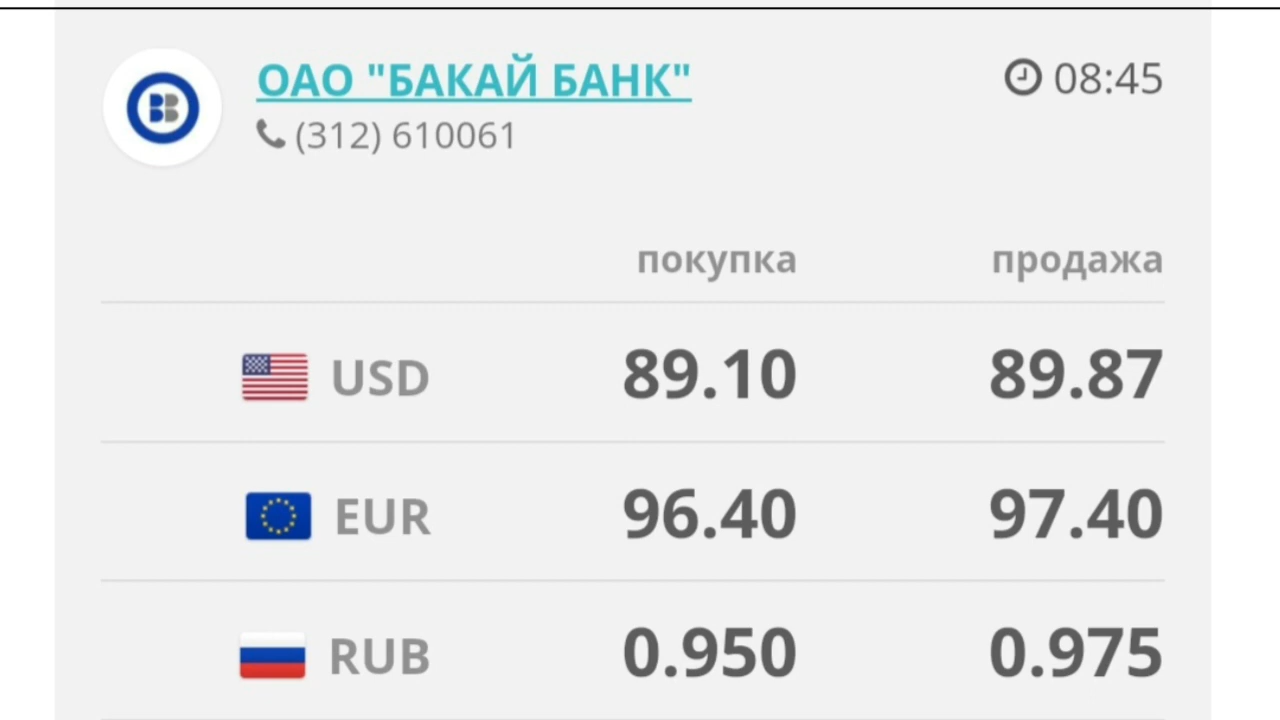 ОАО "БАКАЙ БАНК" 08:45
(312) 610061
покупка продажа
USD 89.10 89.87
EUR 96.40 97.40
RUB 0.950 0.975